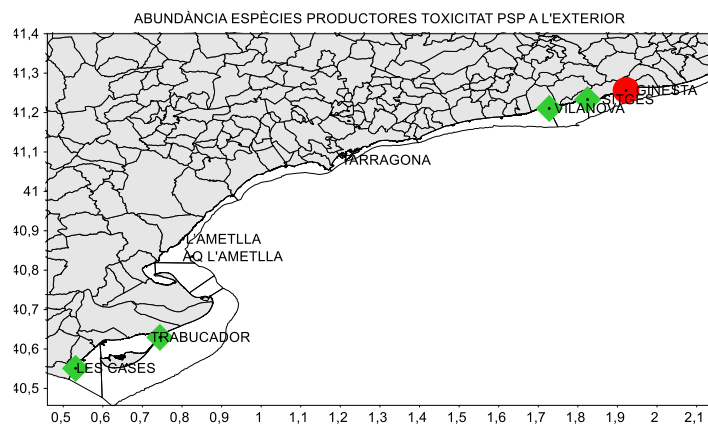 ABUNDÀNCIA ESPÈCIES PRODUCTORES TOXICITAT PSP A L'EXTERIOR
41,4
41,3
41,2
41,1
41
40,9
40,8
40,7
40,6
40,5
GINESTA
SITGES
VILANOVA
TARRAGONA
L'AMETLLA
AQ L'AMETLLA
TRABUCADOR
LES CASES
0,5 0,6 0,7 0,8 0,9 1 1,1 1,2 1,3 1,4 1,5 1,6 1,7 1,8 1,9 2 2,1